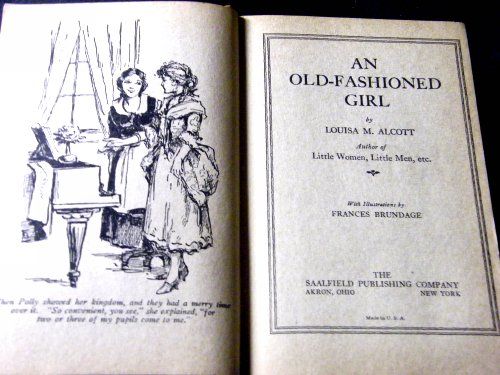 Then Polly showed her kingdom, and they had a merry time
over it. "So convenient, you see," she explained, "for
two or three of my pupils come to me."
AN
OLD-FASHIONED
GIRL
by
LOUISA M. ALCOTT
Author of
Little Women, Little Men, etc.
With Illustrations by
FRANCES BRUNDAGE
THE
SAALFIELD PUBLISHING COMPANY
AKRON, OHIO NEW YORK
Made in U. S. A.